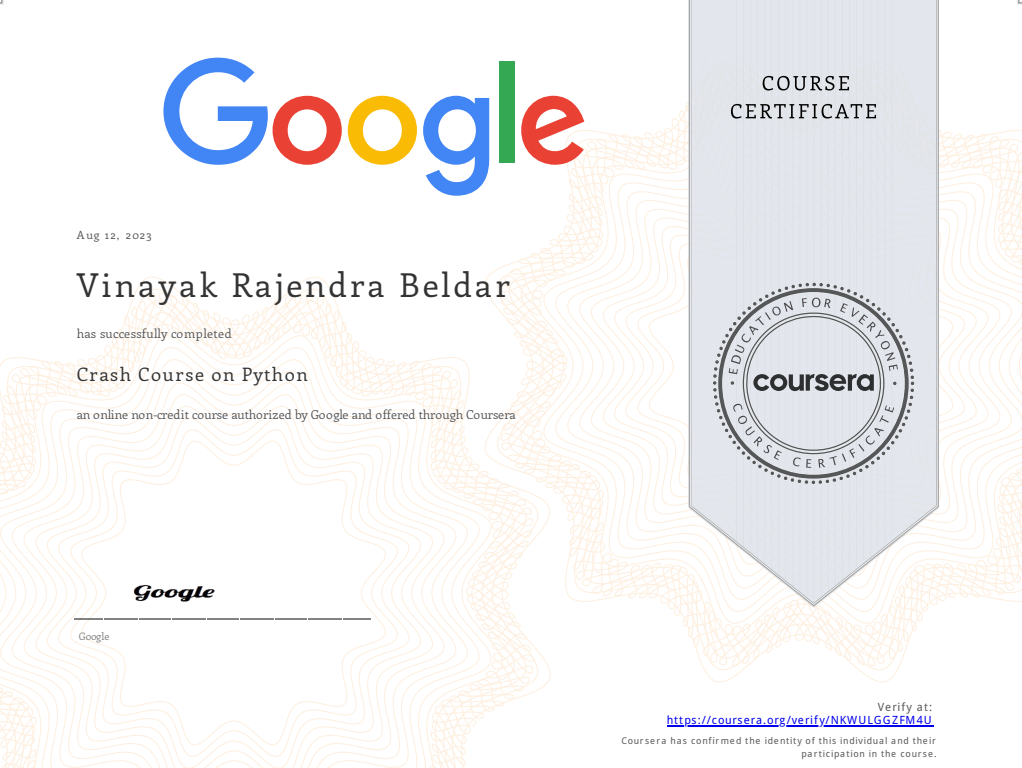 Google
COURSE
CERTIFICATE
Aug 12, 2023
Vinayak Rajendra Beldar
has successfully completed
Crash Course on Python
an online non-credit course authorized by Google and offered through Coursera
EDUCATION FOR EVERYONE
coursera
COURSE CERTIFICATE
Google
Google
Verify at:
https://coursera.org/verify/NKWULGGZFM4U
Coursera has confirmed the identity of this individual and their
participation in the course.